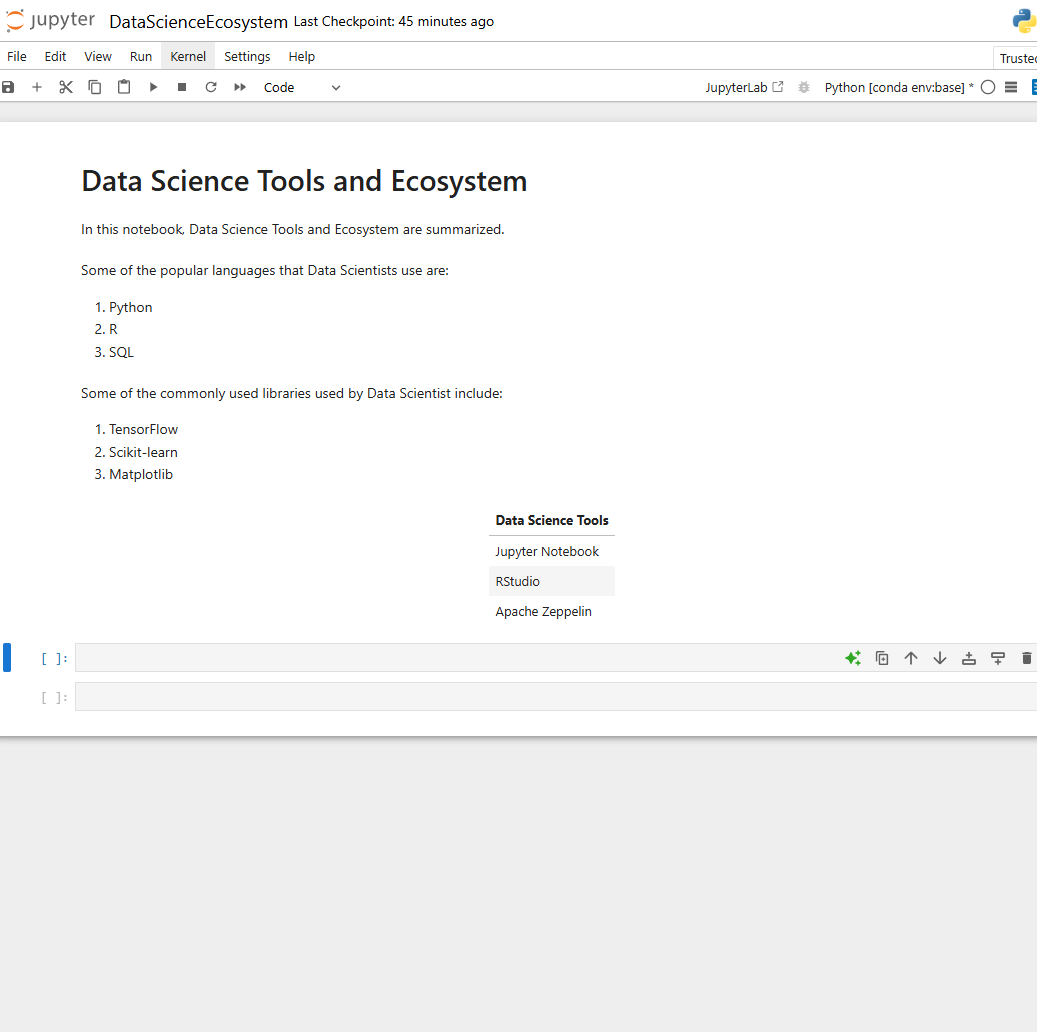 jupyter DataScienceEcosystem Last Checkpoint: 45 minutes ago
File Edit View Run Kernel Settings Help
Trusted
Code JupyterLab Python [conda env:base] *
Data Science Tools and Ecosystem
In this notebook, Data Science Tools and Ecosystem are summarized.
Some of the popular languages that Data Scientists use are:
1. Python
2. R
3. SQL
Some of the commonly used libraries used by Data Scientist include:
1. TensorFlow
2. Scikit-learn
3. Matplotlib
Data Science Tools
Jupyter Notebook
RStudio
Apache Zeppelin
[ ]:
[ ]: